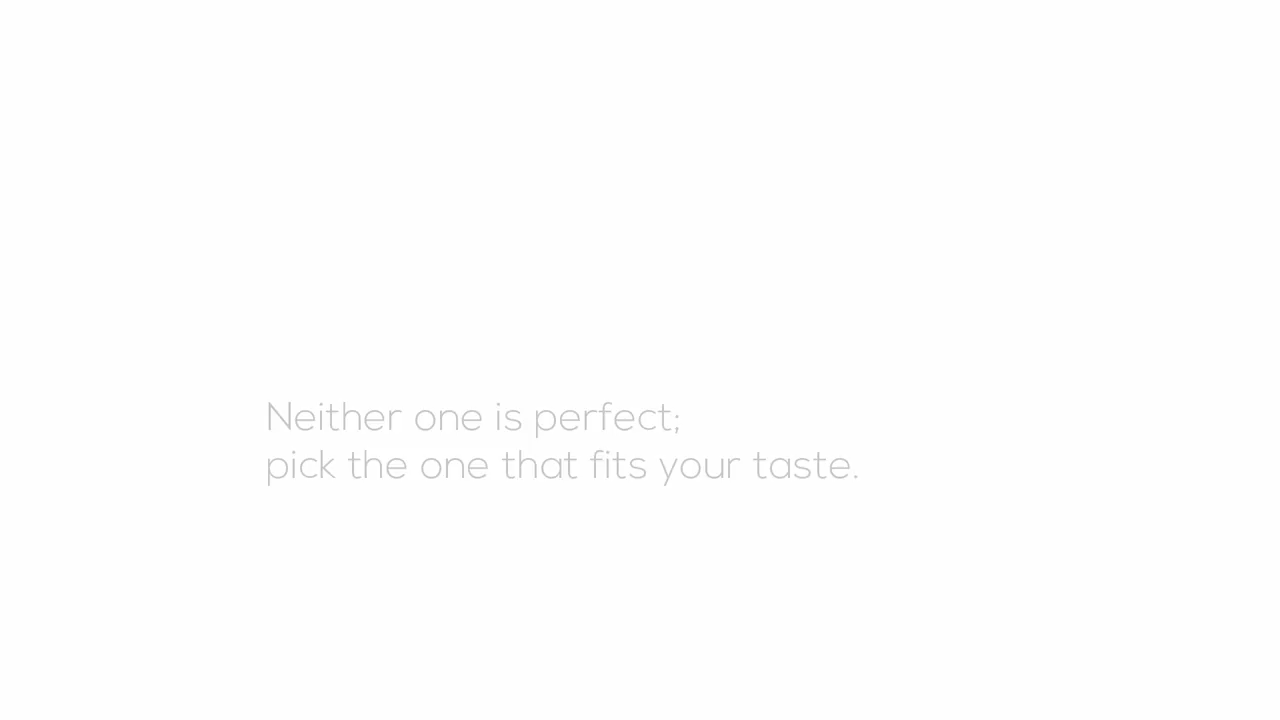 Neither one is perfect;
pick the one that fits your taste.